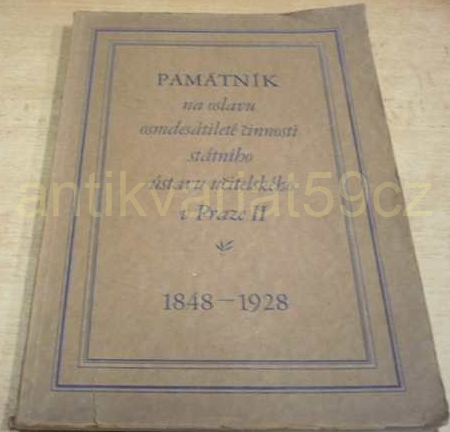 PAMÁTNÍK
na oslavu
osmdesátileté činnosti
státního
ústavu učitelského
v Praze II
1848–1928
antikvariat59cz